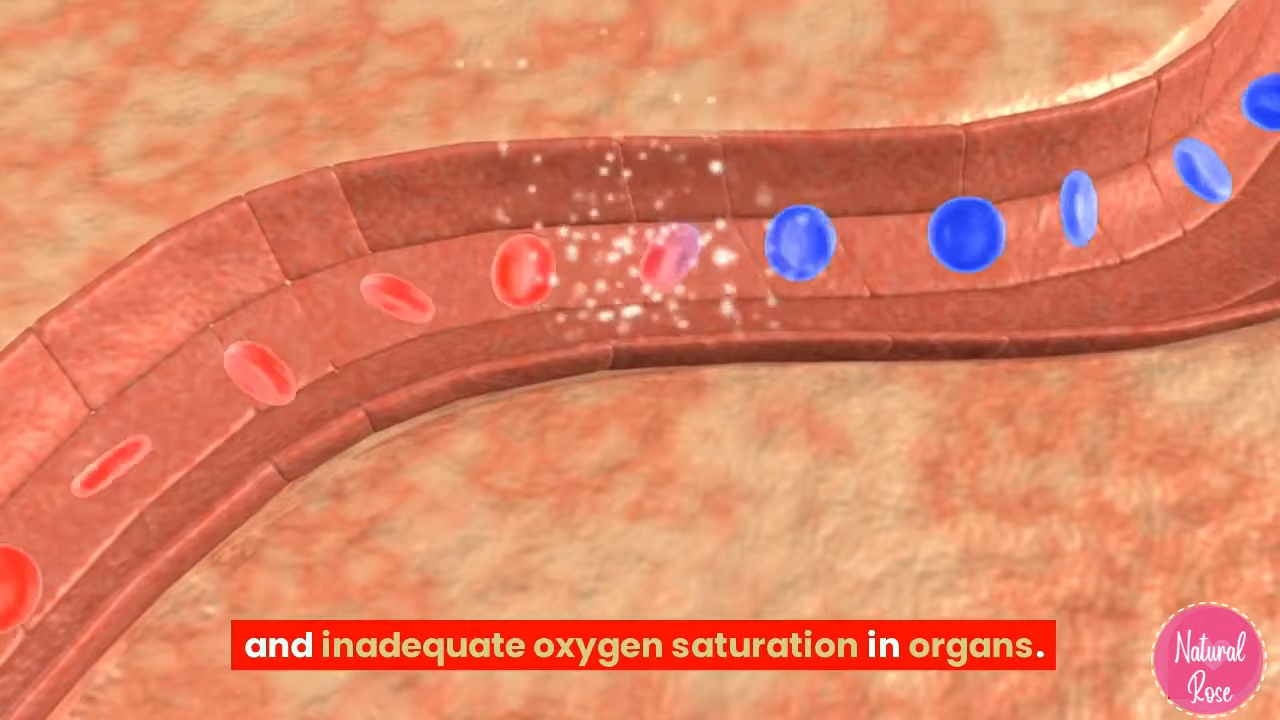 and inadequate oxygen saturation in organs.
Natural
Rose